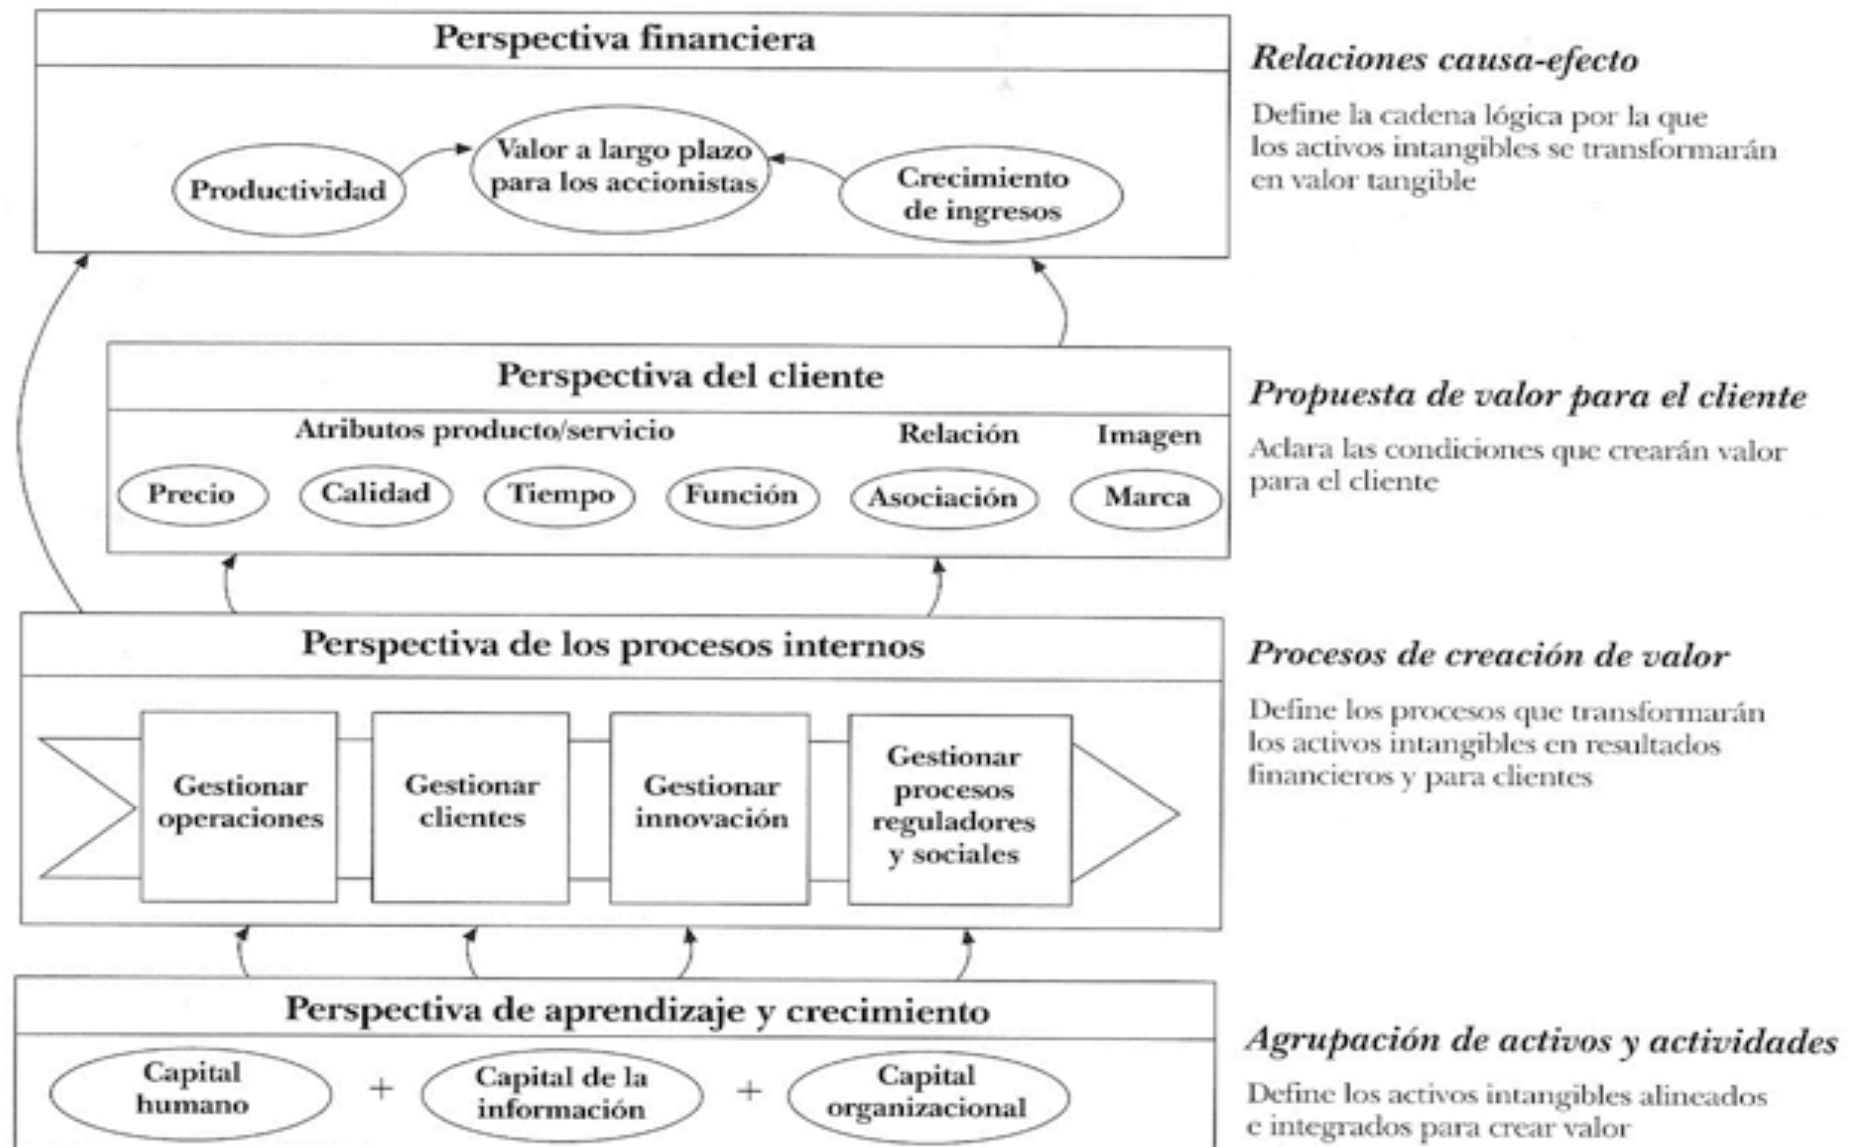 Perspectiva financiera
Productividad
Valor a largo plazo
para los accionistas
Crecimiento
de ingresos
Relaciones causa-efecto
Define la cadena lógica por la que
los activos intangibles se transformarán
en valor tangible
Perspectiva del cliente
Atributos producto/servicio
Relación
Imagen
Precio
Calidad
Tiempo
Función
Asociación
Marca
Propuesta de valor para el cliente
Aclara las condiciones que crearán valor
para el cliente
Perspectiva de los procesos internos
Gestionar
operaciones
Gestionar
clientes
Gestionar
innovación
Gestionar
procesos
reguladores
y sociales
Procesos de creación de valor
Define los procesos que transformarán
los activos intangibles en resultados
financieros y para clientes
Perspectiva de aprendizaje y crecimiento
Capital
humano
+
Capital de la
información
+
Capital
organizacional
Agrupación de activos y actividades
Define los activos intangibles alineados
e integrados para crear valor